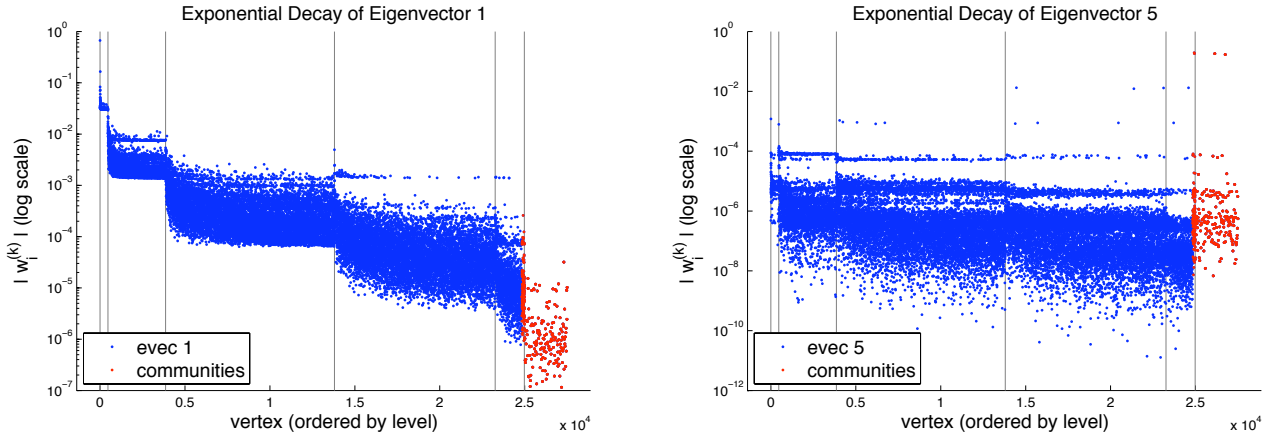 Exponential Decay of Eigenvector 1
10^0
10^-1
10^-2
10^-3
10^-4
10^-5
10^-6
10^-7
| w_i^(k) | (log scale)
evec 1
communities
0 0.5 1 1.5 2 2.5
x 10^4
vertex (ordered by level)
Exponential Decay of Eigenvector 5
10^0
10^-2
10^-4
10^-6
10^-8
10^-10
10^-12
| w_i^(k) | (log scale)
evec 5
communities
0 0.5 1 1.5 2 2.5
x 10^4
vertex (ordered by level)